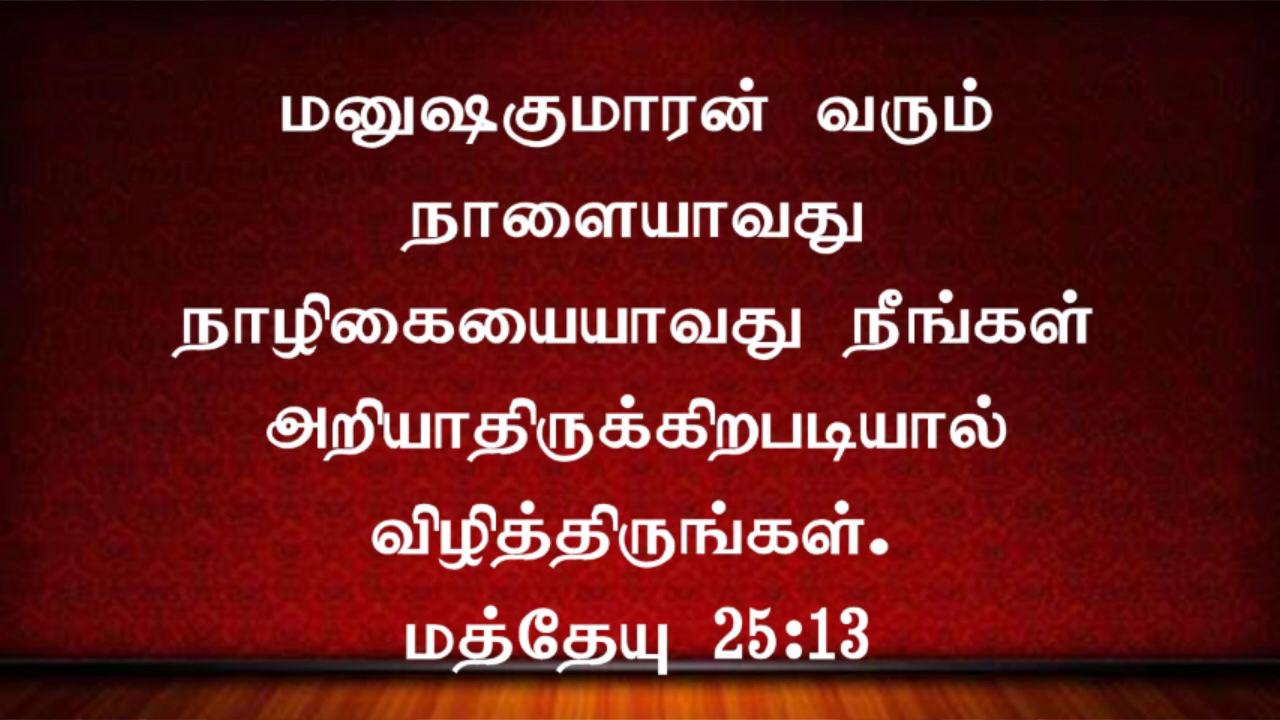 மனுஷகுமாரன் வரும்
நாளையாவது
நாழிகையையாவது நீங்கள்
அறியாதிருக்கிறபடியால்
விழித்திருங்கள்.
மத்தேயு 25:13